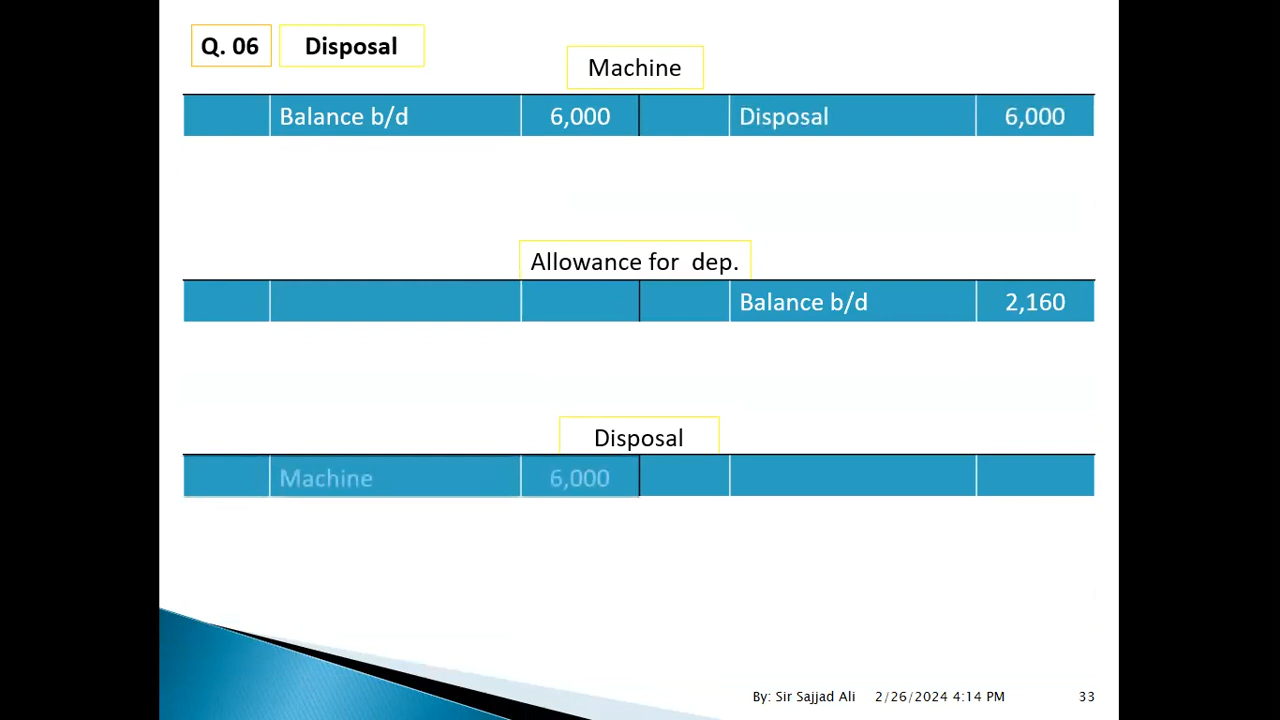 Q. 06 Disposal
Machine
Balance b/d 6,000 Disposal 6,000
Allowance for dep.
Balance b/d 2,160
Disposal
Machine 6,000
By: Sir Sajjad Ali 2/26/2024 4:14 PM 33